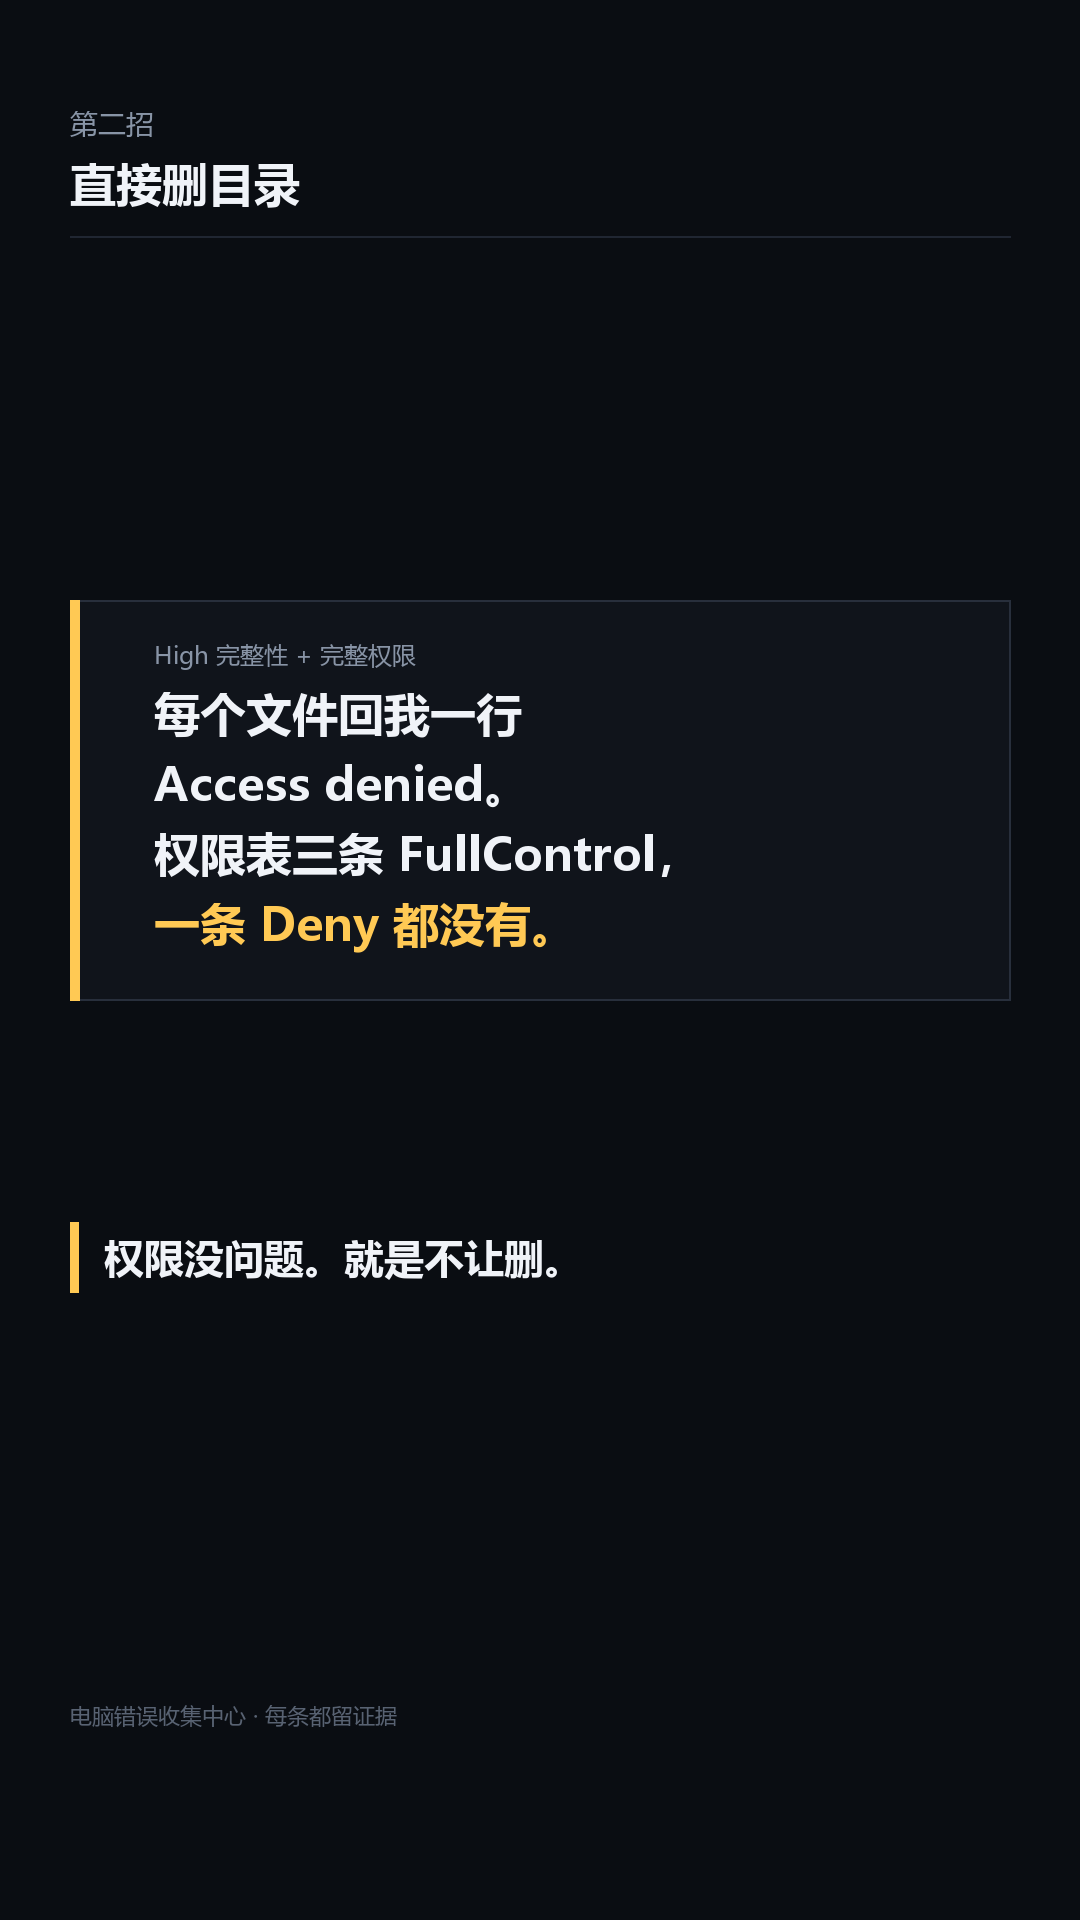 第二招
直接删目录
High 完整性 + 完整权限
每个文件回我一行
Access denied。
权限表三条 FullControl，
一条 Deny 都没有。
权限没问题。就是不让删。
电脑错误收集中心 · 每条都留证据